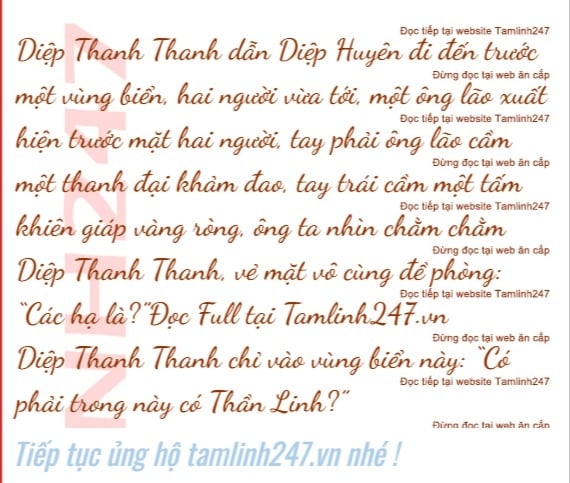 Đọc tiếp tại website Tamlinh247
Diệp Thanh Thanh dẫn Diệp Huyên đi đến trước
Đừng đọc tại web ăn cắp
một vùng biển, hai người vừa tới, một ông lão xuất
Đọc tiếp tại website Tamlinh247
hiện trước mặt hai người, tay phải ông lão cầm
Đừng đọc tại web ăn cắp
một thanh đại khảm đao, tay trái cầm một tấm
Đọc tiếp tại website Tamlinh247
khiên giáp vàng ròng, ông ta nhìn chằm chằm
Đừng đọc tại web ăn cắp
Diệp Thanh Thanh, vẻ mặt vô cùng đề phòng:
Đọc tiếp tại website Tamlinh247
“Các hạ là?”Đọc Full tại Tamlinh247.vn
Đừng đọc tại web ăn cắp
Diệp Thanh Thanh chỉ vào vùng biển này: “Có
Đọc tiếp tại website Tamlinh247
phải trong này có Thần Linh?”
Đừng đọc tại web ăn cắp
NH247
Tiếp tục ủng hộ tamlinh247.vn nhé !